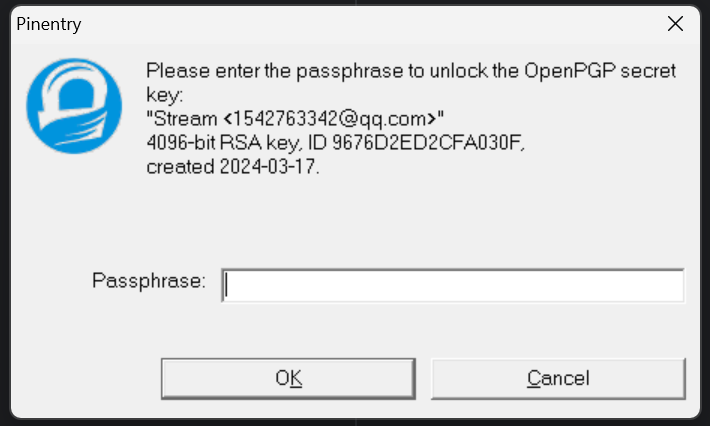 Pinentry
Please enter the passphrase to unlock the OpenPGP secret
key:
"Stream <1542763342@qq.com>"
4096-bit RSA key, ID 9676D2ED2CFA030F,
created 2024-03-17.
Passphrase:
OK
Cancel